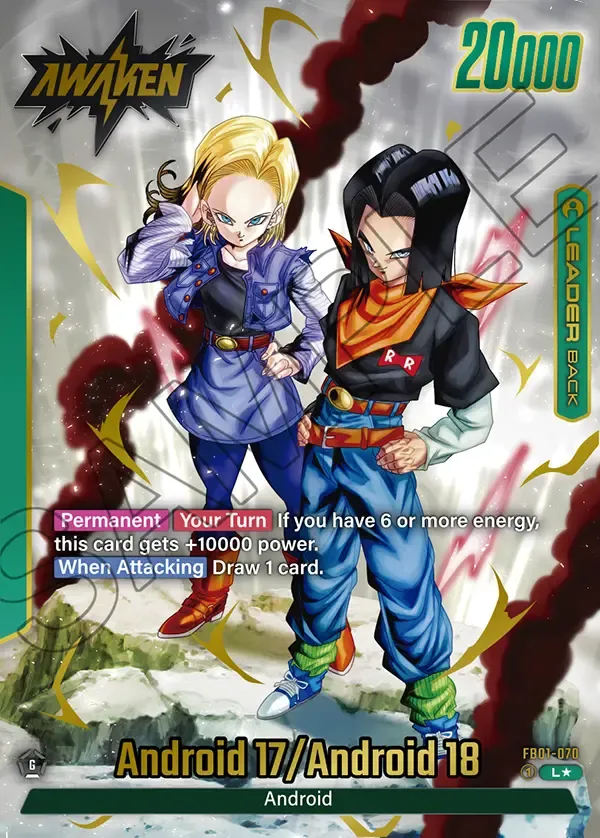 AWAKEN
20000
LEADER BACK
R R
Permanent Your Turn If you have 6 or more energy,
this card gets +10000 power.
When Attacking Draw 1 card.
SAMPLE
Android 17/Android 18
FB01-070
G
1 L★
Android